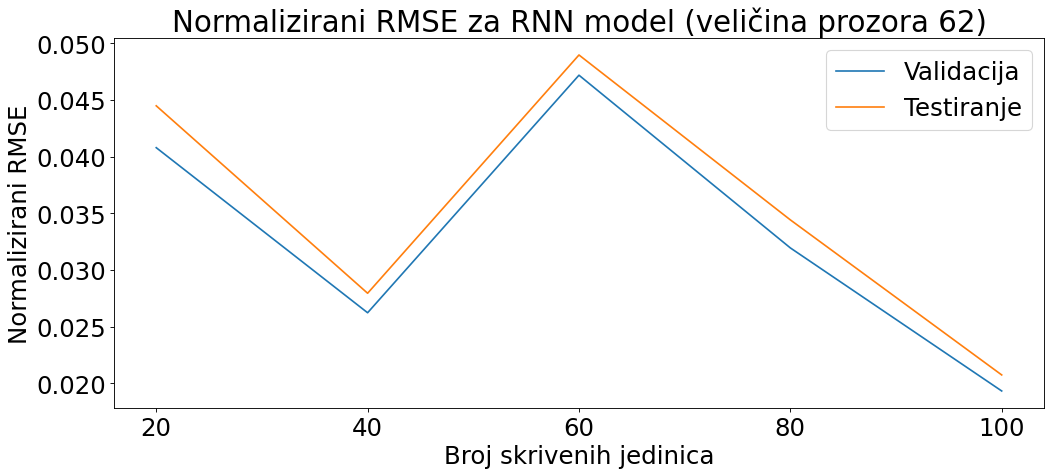 Normalizirani RMSE za RNN model (veličina prozora 62)
Normalizirani RMSE
0.050
0.045
0.040
0.035
0.030
0.025
0.020
Validacija
Testiranje
20 40 60 80 100
Broj skrivenih jedinica